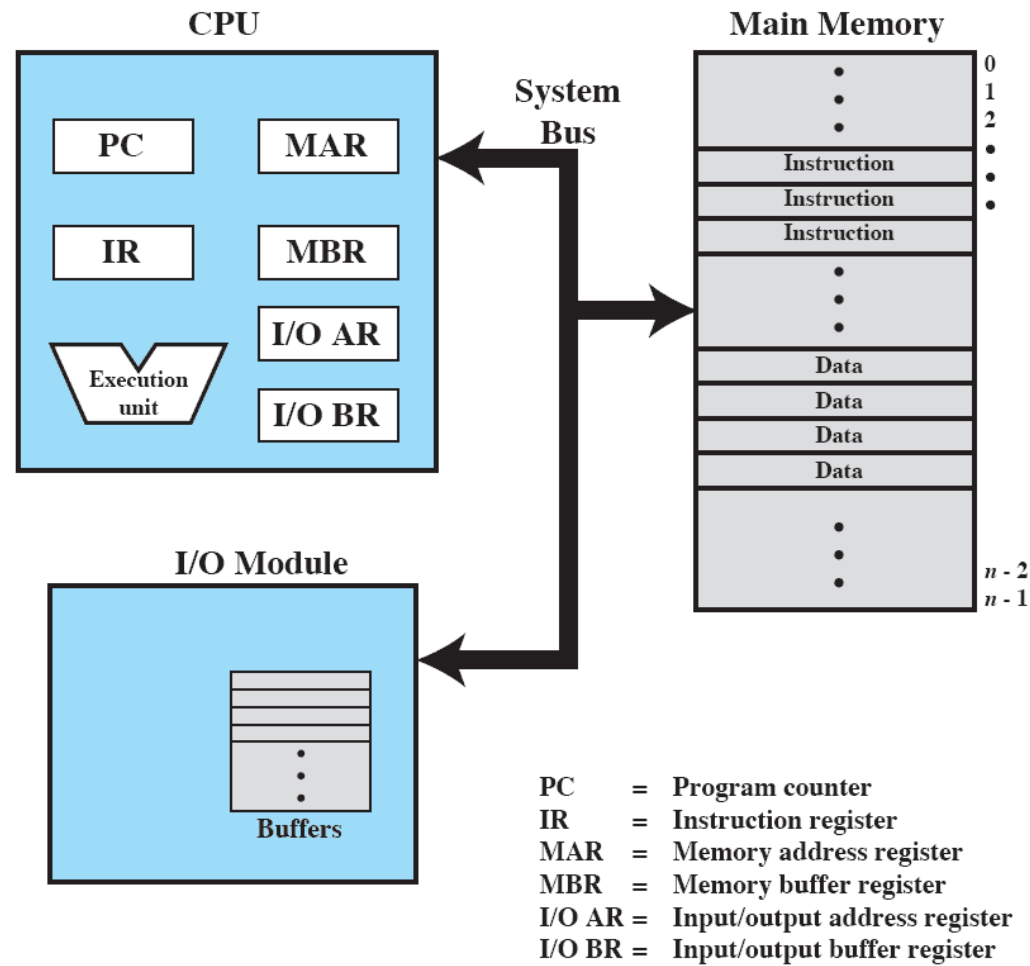 CPU
PC
MAR
IR
MBR
I/O AR
I/O BR
Execution
unit
System
Bus
Main Memory
0
1
2
Instruction
Instruction
Instruction
Data
Data
Data
Data
n - 2
n - 1
I/O Module
Buffers
PC = Program counter
IR = Instruction register
MAR = Memory address register
MBR = Memory buffer register
I/O AR = Input/output address register
I/O BR = Input/output buffer register